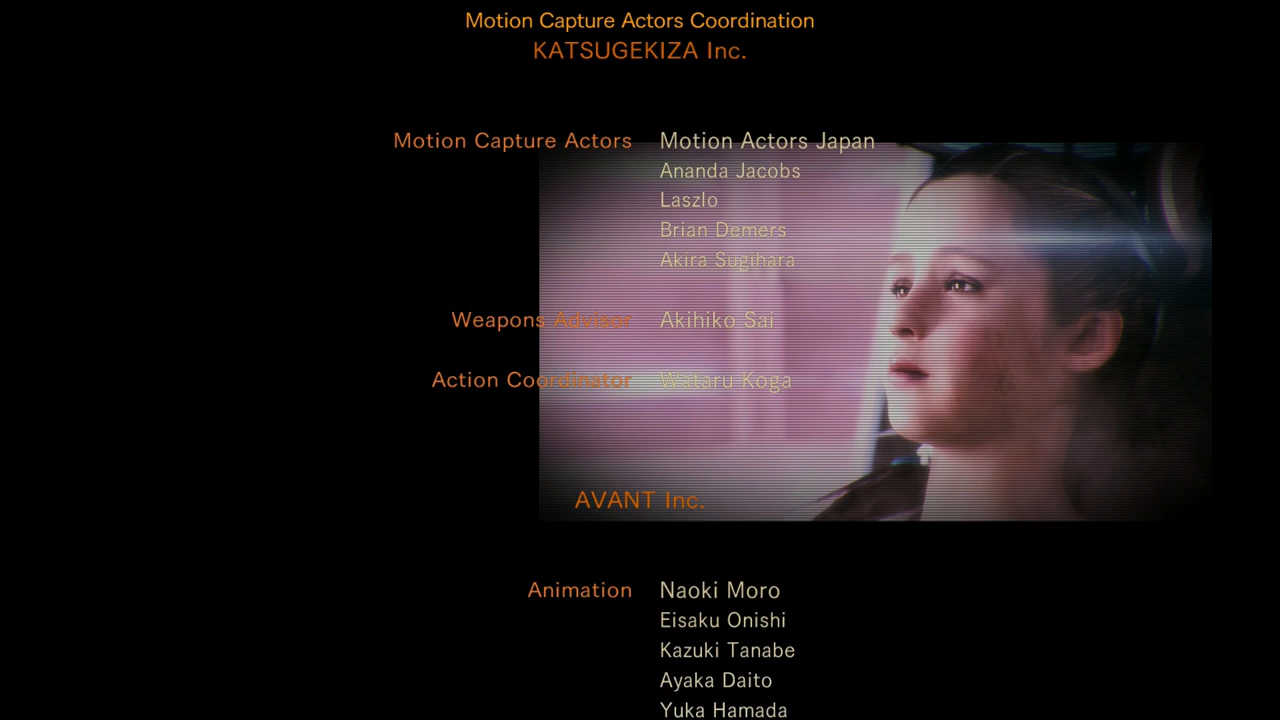 Motion Capture Actors Coordination
KATSUGEKIZA Inc.
Motion Capture Actors Motion Actors Japan
Ananda Jacobs
Laszlo
Brian Demers
Akira Sugihara
Weapons Advisor Akihiko Sai
Action Coordinator Wataru Koga
AVANT Inc.
Animation Naoki Moro
Eisaku Onishi
Kazuki Tanabe
Ayaka Daito
Yuka Hamada